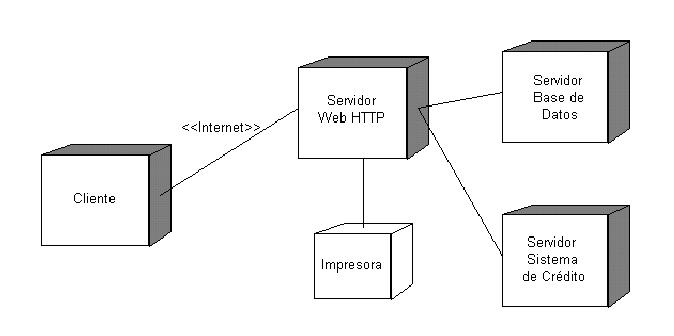 <<Internet>>
Cliente
Servidor
Web HTTP
Impresora
Servidor
Base de
Datos
Servidor
Sistema
de Crédito